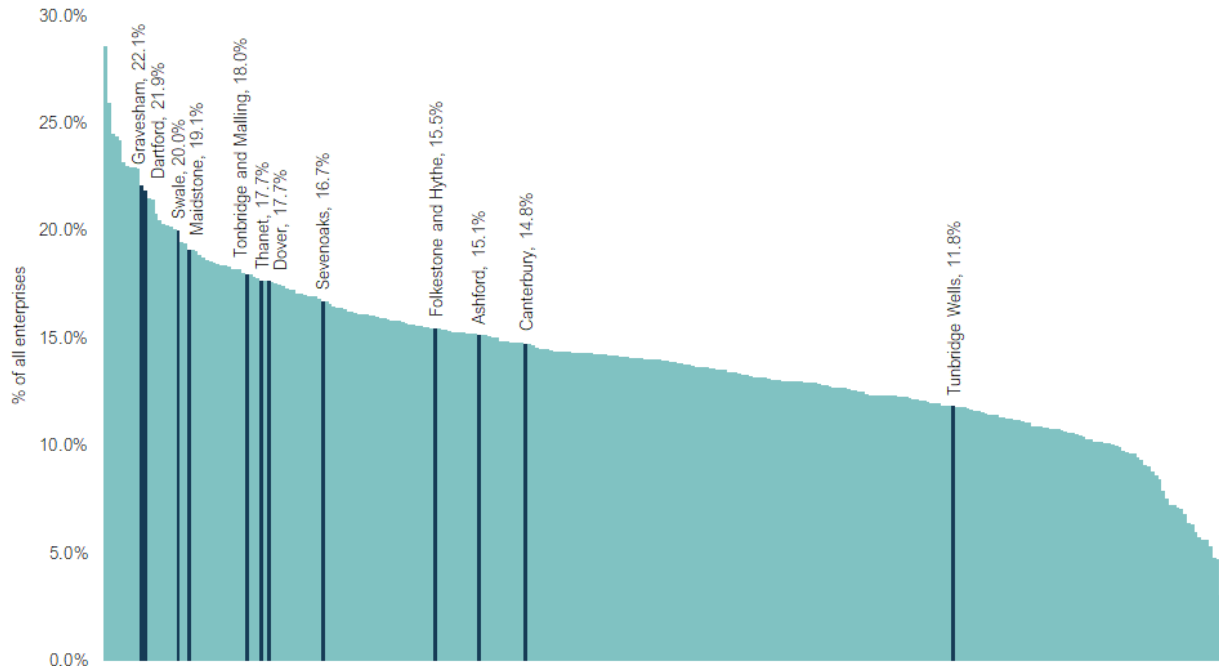 30.0%
25.0%
20.0%
15.0%
10.0%
5.0%
0.0%
% of all enterprises
Gravesham, 22.1%
Dartford, 21.9%
Swale, 20.0%
Maidstone, 19.1%
Tonbridge and Malling, 18.0%
Thanet, 17.7%
Dover, 17.7%
Sevenoaks, 16.7%
Folkestone and Hythe, 15.5%
Ashford, 15.1%
Canterbury, 14.8%
Tunbridge Wells, 11.8%